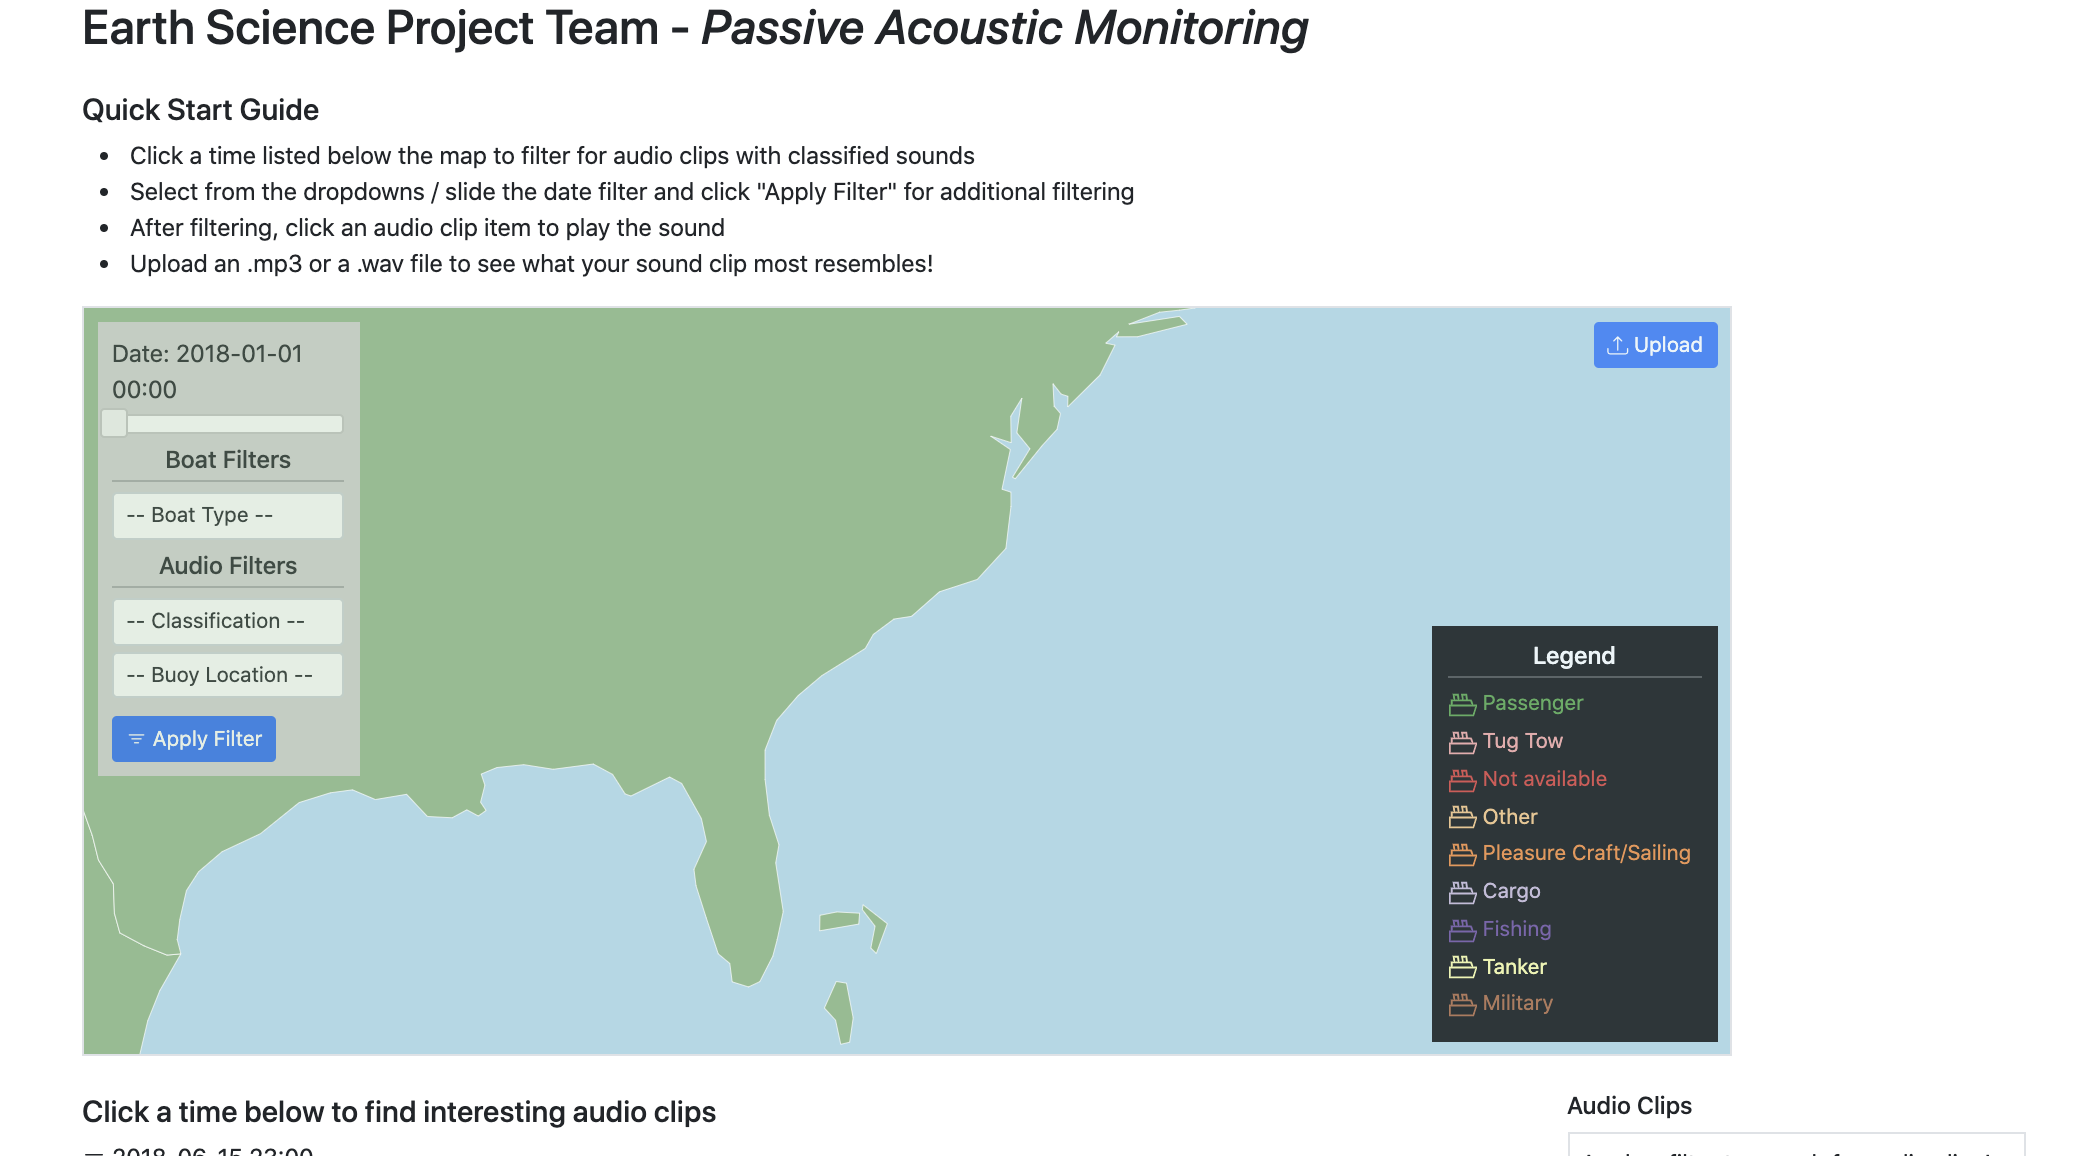 Earth Science Project Team - Passive Acoustic Monitoring
Quick Start Guide
Click a time listed below the map to filter for audio clips with classified sounds
Select from the dropdowns / slide the date filter and click "Apply Filter" for additional filtering
After filtering, click an audio clip item to play the sound
Upload an .mp3 or a .wav file to see what your sound clip most resembles!
Date: 2018-01-01
00:00
Boat Filters
-- Boat Type --
Audio Filters
-- Classification --
-- Buoy Location --
Apply Filter
Upload
Legend
Passenger
Tug Tow
Not available
Other
Pleasure Craft/Sailing
Cargo
Fishing
Tanker
Military
Click a time below to find interesting audio clips
2018-06-15 23:00
Audio Clips